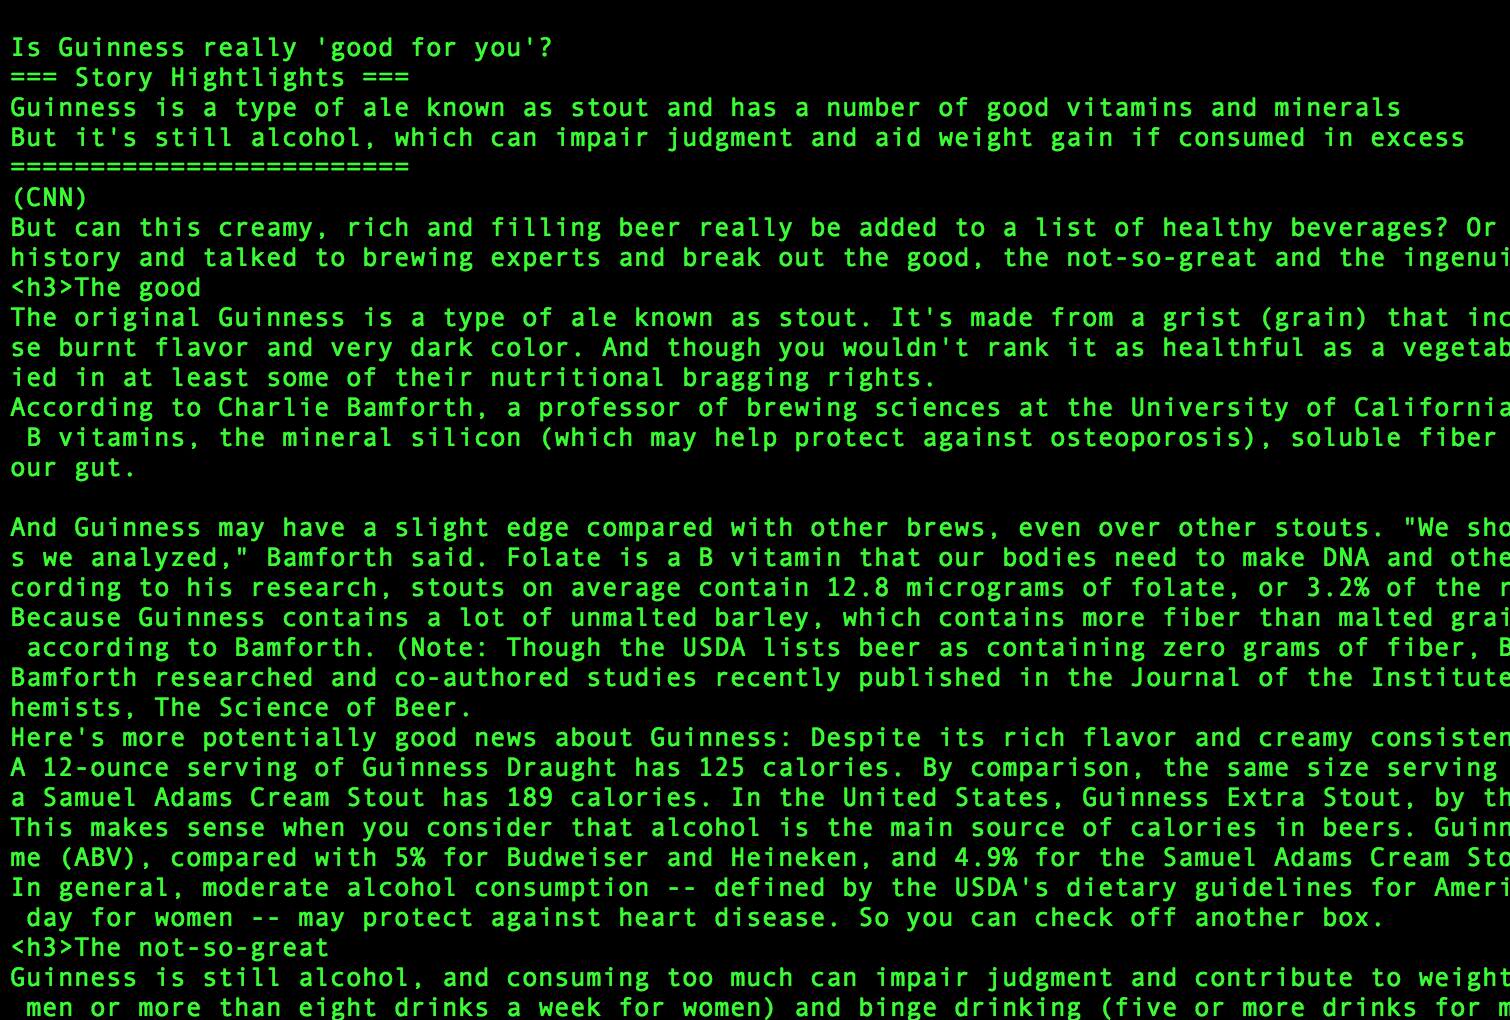 Is Guinness really 'good for you'?
=== Story Hightlights ===
Guinness is a type of ale known as stout and has a number of good vitamins and minerals
But it's still alcohol, which can impair judgment and aid weight gain if consumed in excess
=========================
(CNN)
But can this creamy, rich and filling beer really be added to a list of healthy beverages? Or
history and talked to brewing experts and break out the good, the not-so-great and the ingenui
<h3>The good
The original Guinness is a type of ale known as stout. It's made from a grist (grain) that inc
se burnt flavor and very dark color. And though you wouldn't rank it as healthful as a vegetab
ied in at least some of their nutritional bragging rights.
According to Charlie Bamforth, a professor of brewing sciences at the University of California
 B vitamins, the mineral silicon (which may help protect against osteoporosis), soluble fiber
our gut.

And Guinness may have a slight edge compared with other brews, even over other stouts. "We sho
s we analyzed," Bamforth said. Folate is a B vitamin that our bodies need to make DNA and othe
cording to his research, stouts on average contain 12.8 micrograms of folate, or 3.2% of the r
Because Guinness contains a lot of unmalted barley, which contains more fiber than malted grai
 according to Bamforth. (Note: Though the USDA lists beer as containing zero grams of fiber, B
Bamforth researched and co-authored studies recently published in the Journal of the Institute
hemists, The Science of Beer.
Here's more potentially good news about Guinness: Despite its rich flavor and creamy consisten
A 12-ounce serving of Guinness Draught has 125 calories. By comparison, the same size serving
a Samuel Adams Cream Stout has 189 calories. In the United States, Guinness Extra Stout, by th
This makes sense when you consider that alcohol is the main source of calories in beers. Guinn
me (ABV), compared with 5% for Budweiser and Heineken, and 4.9% for the Samuel Adams Cream Sto
In general, moderate alcohol consumption -- defined by the USDA's dietary guidelines for Ameri
 day for women -- may protect against heart disease. So you can check off another box.
<h3>The not-so-great
Guinness is still alcohol, and consuming too much can impair judgment and contribute to weight
 men or more than eight drinks a week for women) and binge drinking (five or more drinks for m